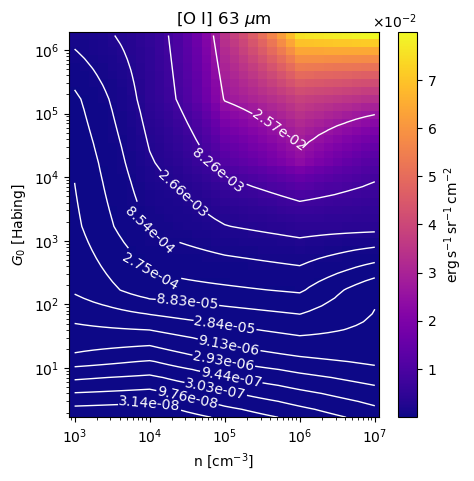 [O I] 63 μm
×10⁻²
10⁶
10⁵
10⁴
10³
10²
10¹
G₀ [Habing]
2.57e-02
8.26e-03
2.66e-03
8.54e-04
2.75e-04
8.83e-05
2.84e-05
9.13e-06
2.93e-06
9.44e-07
3.03e-07
9.76e-08
3.14e-08
10³ 10⁴ 10⁵ 10⁶ 10⁷
n [cm⁻³]
7
6
5
4
3
2
1
erg s⁻¹ sr⁻¹ cm⁻²